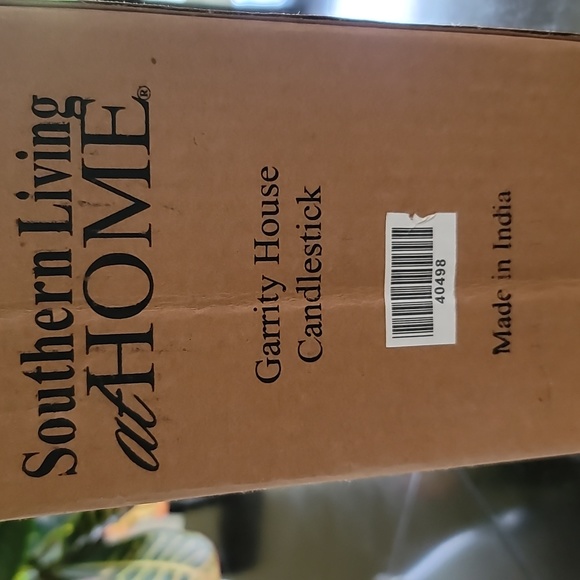 Southern Living
at HOME®
Garrity House
Candlestick
40498
Made in India